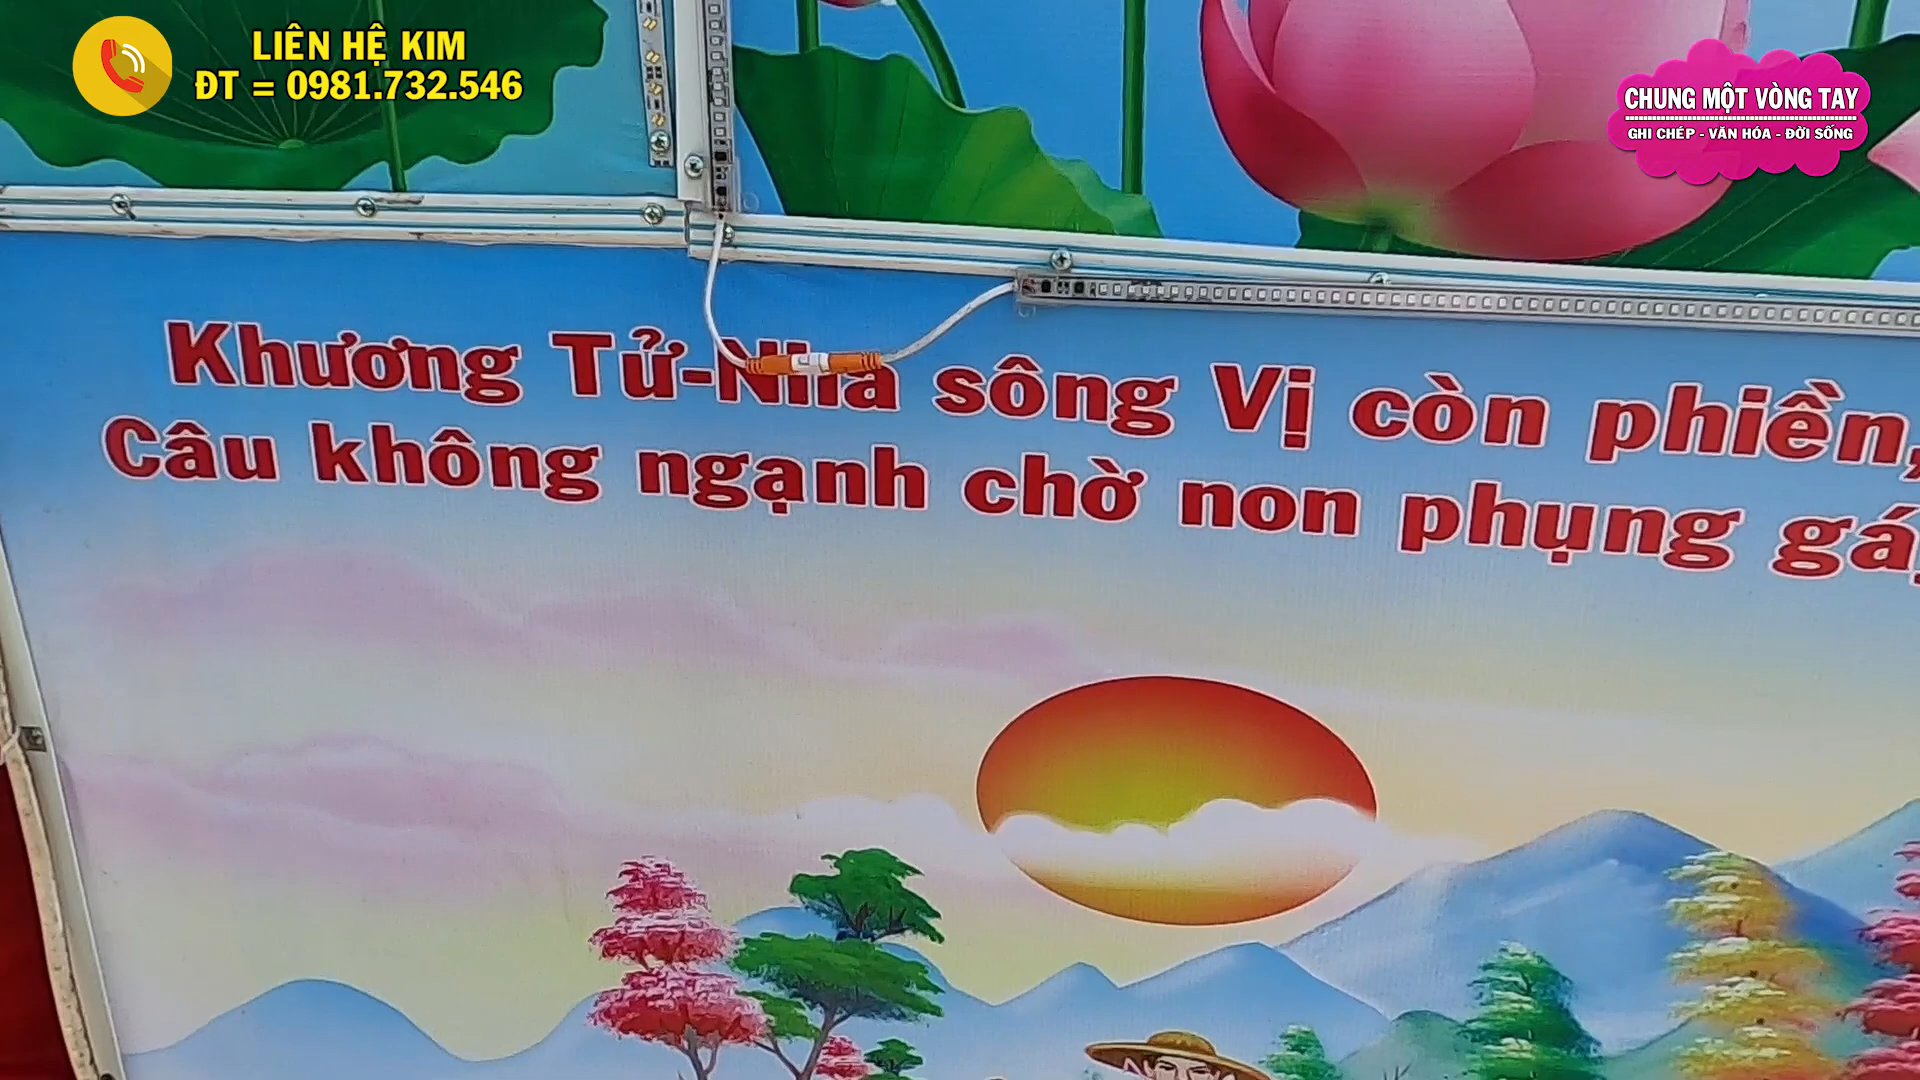 LIÊN HỆ KIM
ĐT = 0981.732.546
CHUNG MỘT VÒNG TAY
GHI CHÉP - VĂN HÓA - ĐỜI SỐNG
Khương Tử-Nha sông Vị còn phiền,
Câu không ngạnh chờ non phụng gáy